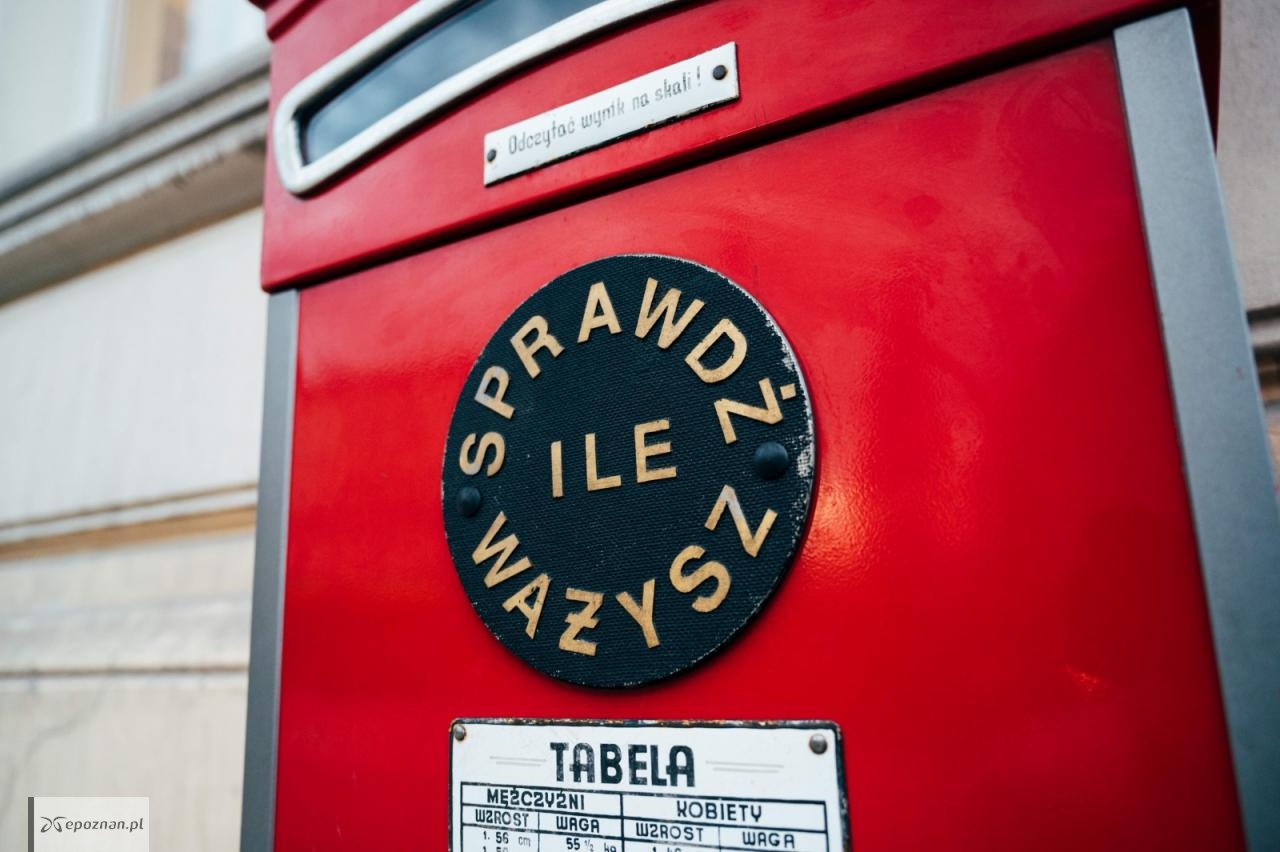 Odczytać wynik na skali!
SPRAWDŹ
ILE
WAŻYSZ
TABELA
MĘŻCZYŹNI KOBIETY
WZROST WAGA WZROST WAGA
1. 56 cm 55 ½ kg
epoznan.pl